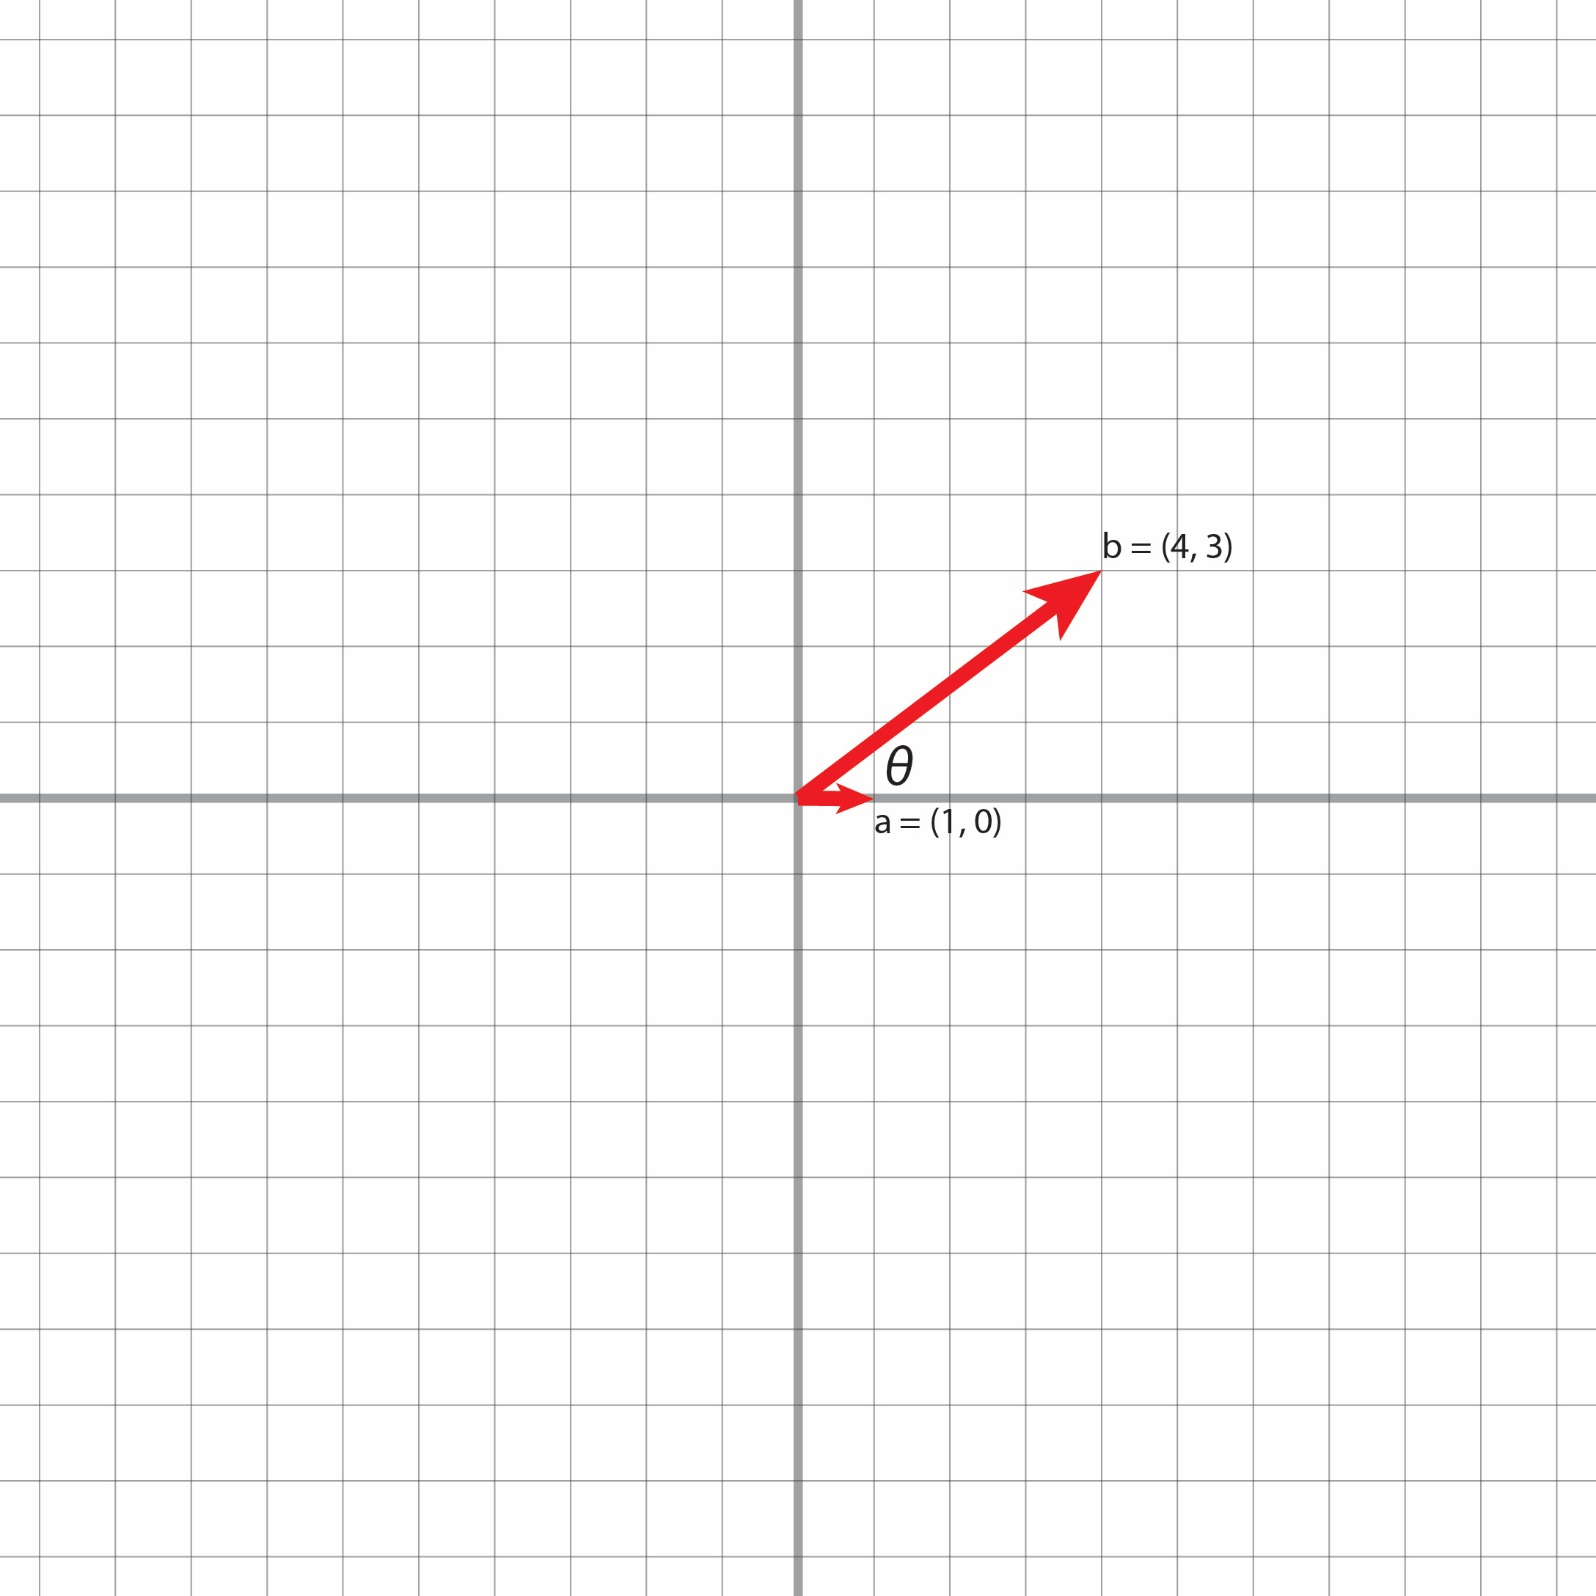 b = (4, 3)
θ
a = (1, 0)